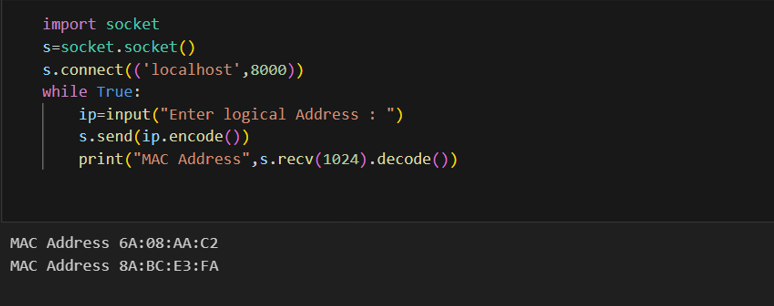 import socket
s=socket.socket()
s.connect(('localhost',8000))
while True:
    ip=input("Enter logical Address : ")
    s.send(ip.encode())
    print("MAC Address",s.recv(1024).decode())
MAC Address 6A:08:AA:C2
MAC Address 8A:BC:E3:FA